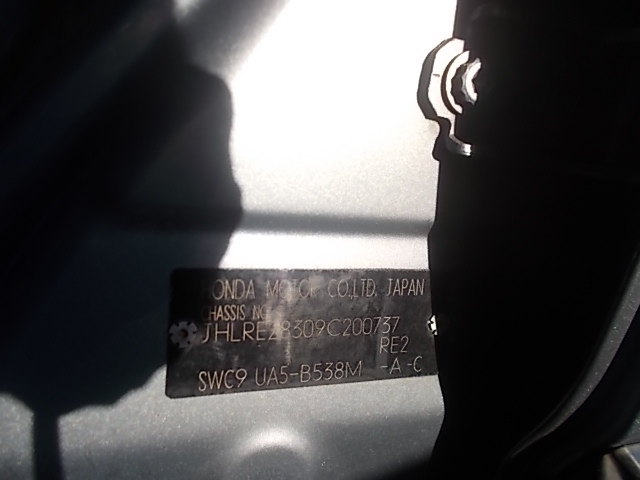 HONDA MOTOR CO.,LTD. JAPAN
CHASSIS NO.
JHLRE28309C200737
RE2
SWC9 UA5-B538M -A -C